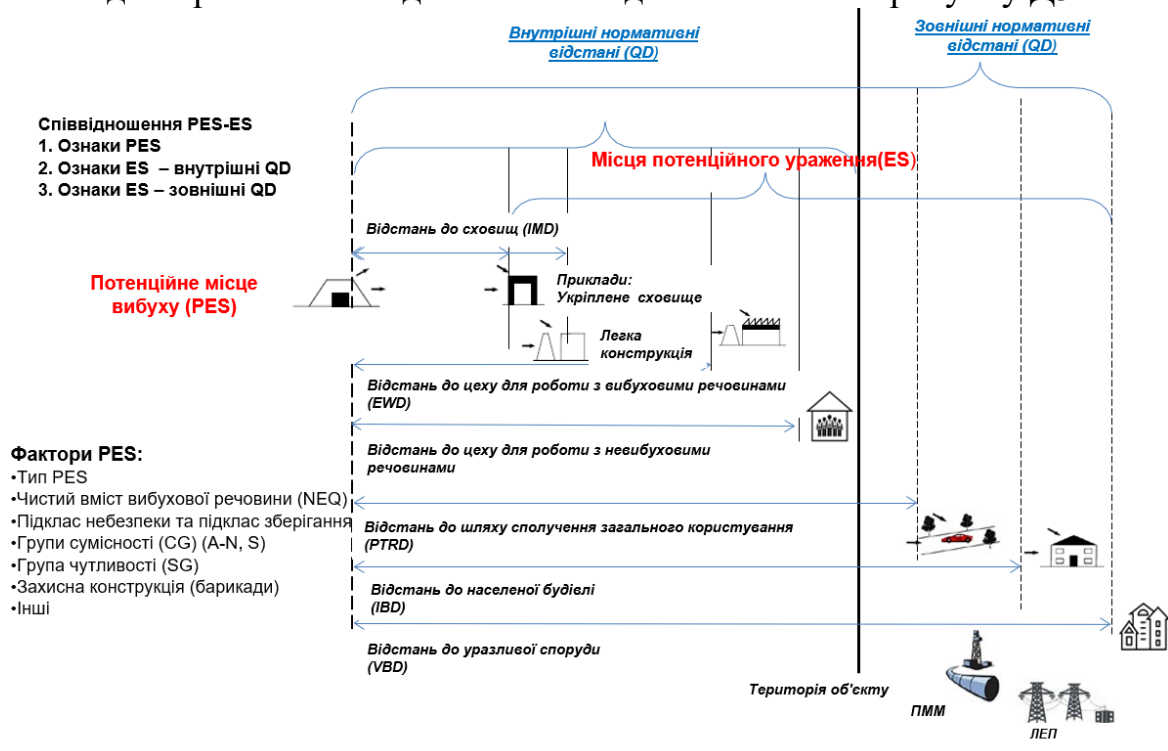 Внутрішні нормативні
відстані (QD)
Зовнішні нормативні
відстані (QD)
Співвідношення PES-ES
1. Ознаки PES
2. Ознаки ES – внутрішні QD
3. Ознаки ES – зовнішні QD
Місця потенційного ураження(ES)
Відстань до сховищ (IMD)
Потенційне місце
вибуху (PES)
Приклади:
Укріплене сховище
Легка
конструкція
Відстань до цеху для роботи з вибуховими речовинами
(EWD)
Відстань до цеху для роботи з невибуховими
речовинами
Фактори PES:
•Тип PES
•Чистий вміст вибухової речовини (NEQ)
•Підклас небезпеки та підклас зберігання
•Групи сумісності (CG) (A-N, S)
•Група чутливості (SG)
•Захисна конструкція (барикади)
•Інші
Відстань до шляху сполучення загального користування
(PTRD)
Відстань до населеної будівлі
(IBD)
Відстань до уразливої споруди
(VBD)
Територія об'єкту
ПММ
ЛЕП